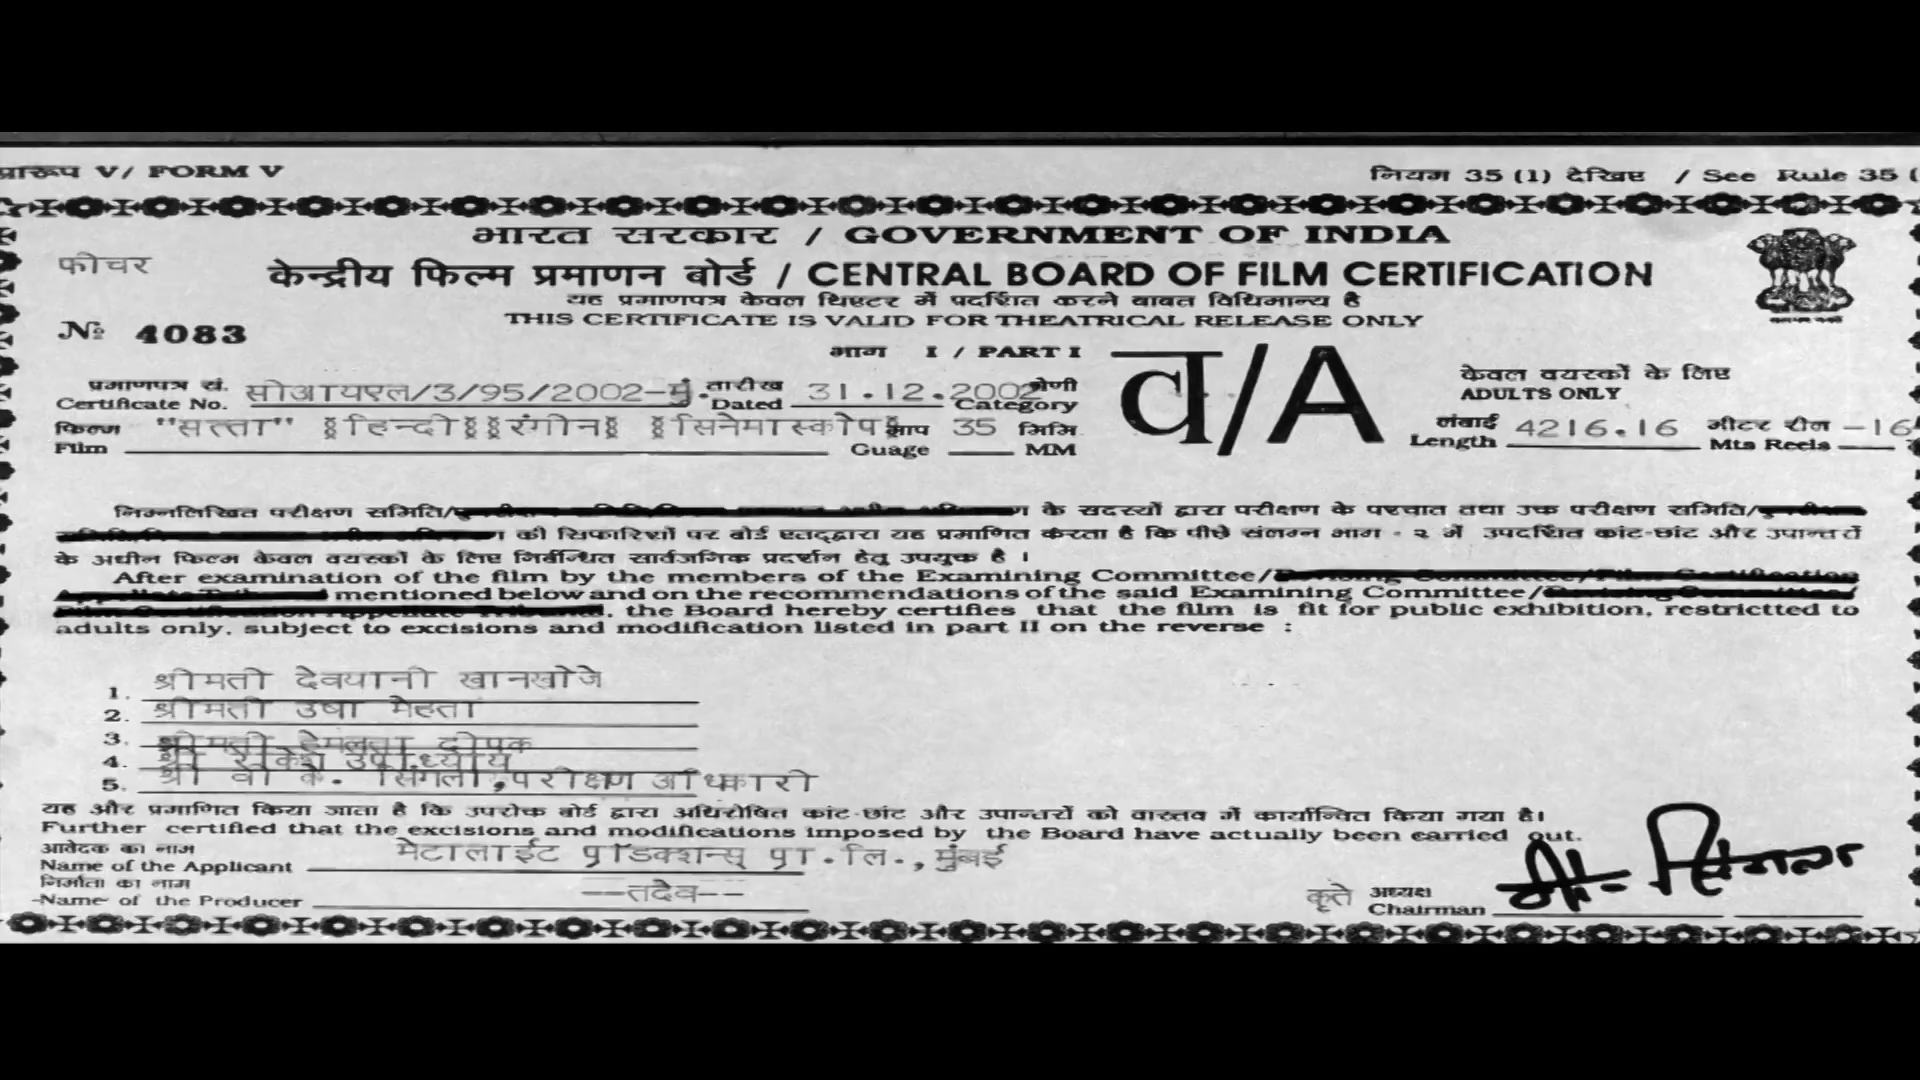 प्रारूप V/ FORM V
नियम 35 (1) देखिए / See Rule 35 (
भारत सरकार / GOVERNMENT OF INDIA
फीचर
केन्द्रीय फिल्म प्रमाणन बोर्ड / CENTRAL BOARD OF FILM CERTIFICATION
यह प्रमाणपत्र केवल थिएटर में प्रदर्शित करने बाबत विधिमान्य है
THIS CERTIFICATE IS VALID FOR THEATRICAL RELEASE ONLY
№ 4083
भाग I / PART I
व/A
केवल वयस्कों के लिए
ADULTS ONLY
प्रमाणपत्र सं. सीआयएल/3/95/2002-मुं. तारीख 31.12.2002 श्रेणी
Certificate No. Dated Category
फिल्म "सत्ता" (हिन्दी)(रंगीन) (सिनेमास्कोप) माप 35 मिमि
Film Guage MM
लंबाई 4216.16 मीटर रील -16
Length Mts Reels
निम्नलिखित परीक्षण समिति/ के सदस्यों द्वारा परीक्षण के पश्चात तथा उक्त परीक्षण समिति/
की सिफारिशों पर बोर्ड एतद्द्वारा यह प्रमाणित करता है कि पीछे संलग्न भाग - २ में उपदर्शित कांट-छांट और उपान्तरों
के अधीन फिल्म केवल वयस्कों के लिए निर्बन्धित सार्वजनिक प्रदर्शन हेतू उपयुक्त है ।
After examination of the film by the members of the Examining Committee/
mentioned below and on the recommendations of the said Examining Committee/
the Board hereby certifies that the film is fit for public exhibition, restrictted to
adults only. subject to excisions and modification listed in part II on the reverse :
1. श्रीमती देवयानी खानखोजे
2. श्रीमती उषा मेहता
3. श्रीमती हेमलता दीपक
4. श्री राकेश उपाध्याय
5. श्री वी के. सिंगला,परीक्षण अधिकारी
यह और प्रमाणित किया जाता है कि उपरोक्त बोर्ड द्वारा अधिरोपित कांट-छांट और उपान्तरों को वास्तव में कार्यान्वित किया गया है।
Further certified that the excisions and modifications imposed by the Board have actually been carried out.
आवेदक का नाम मेटालाईट प्रॉडक्शन्स् प्रा.लि.,मुंबई
Name of the Applicant
निर्माता का नाम --तदैव--
Name of the Producer
कृते अध्यक्ष
Chairman